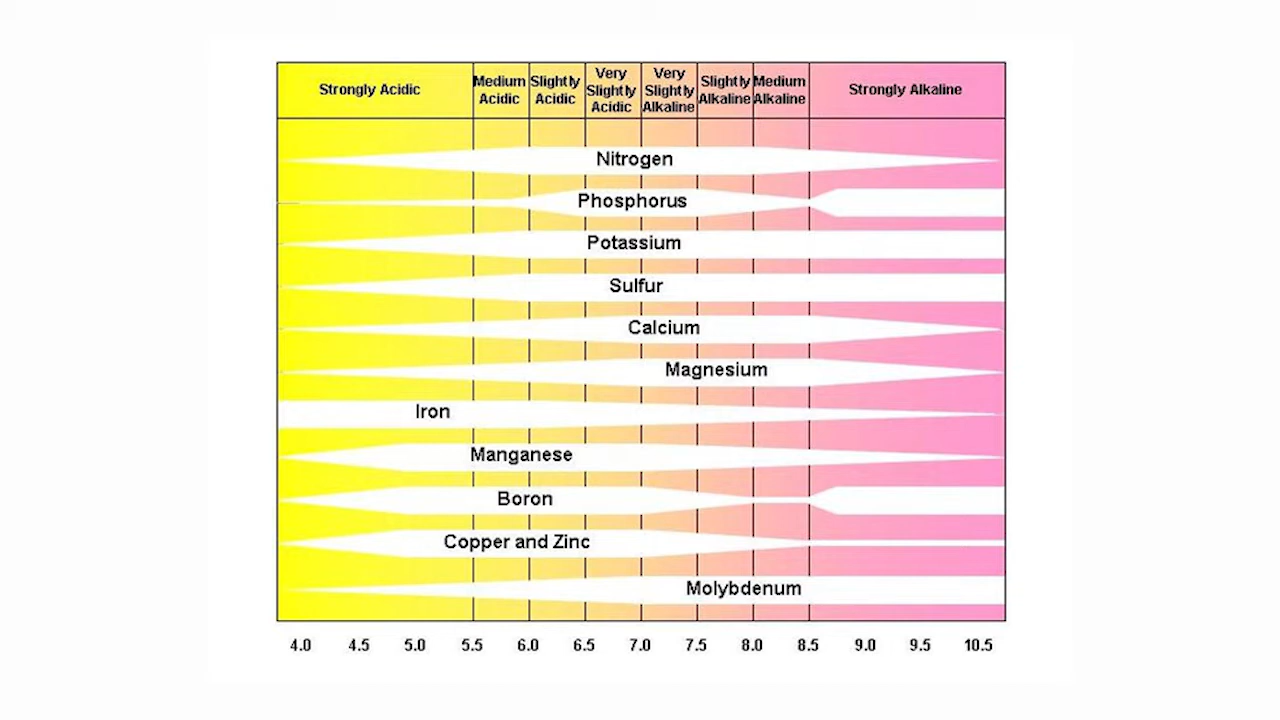 Strongly Acidic
Medium
Acidic
Slightly
Acidic
Very
Slightly
Acidic
Very
Slightly
Alkaline
Slightly
Alkaline
Medium
Alkaline
Strongly Alkaline
Nitrogen
Phosphorus
Potassium
Sulfur
Calcium
Magnesium
Iron
Manganese
Boron
Copper and Zinc
Molybdenum
4.0 4.5 5.0 5.5 6.0 6.5 7.0 7.5 8.0 8.5 9.0 9.5 10.5